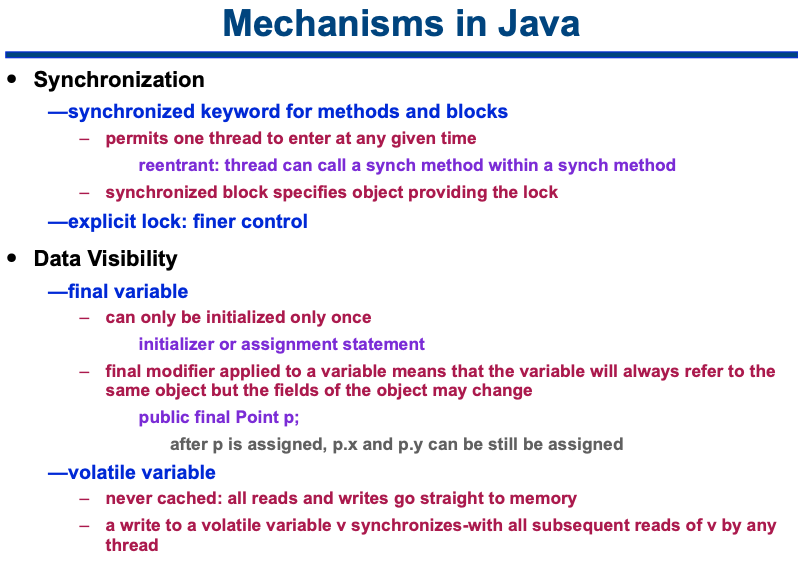 Mechanisms in Java
• Synchronization
—synchronized keyword for methods and blocks
– permits one thread to enter at any given time
reentrant: thread can call a synch method within a synch method
– synchronized block specifies object providing the lock
—explicit lock: finer control
• Data Visibility
—final variable
– can only be initialized only once
initializer or assignment statement
– final modifier applied to a variable means that the variable will always refer to the
same object but the fields of the object may change
public final Point p;
after p is assigned, p.x and p.y can be still be assigned
—volatile variable
– never cached: all reads and writes go straight to memory
– a write to a volatile variable v synchronizes-with all subsequent reads of v by any
thread